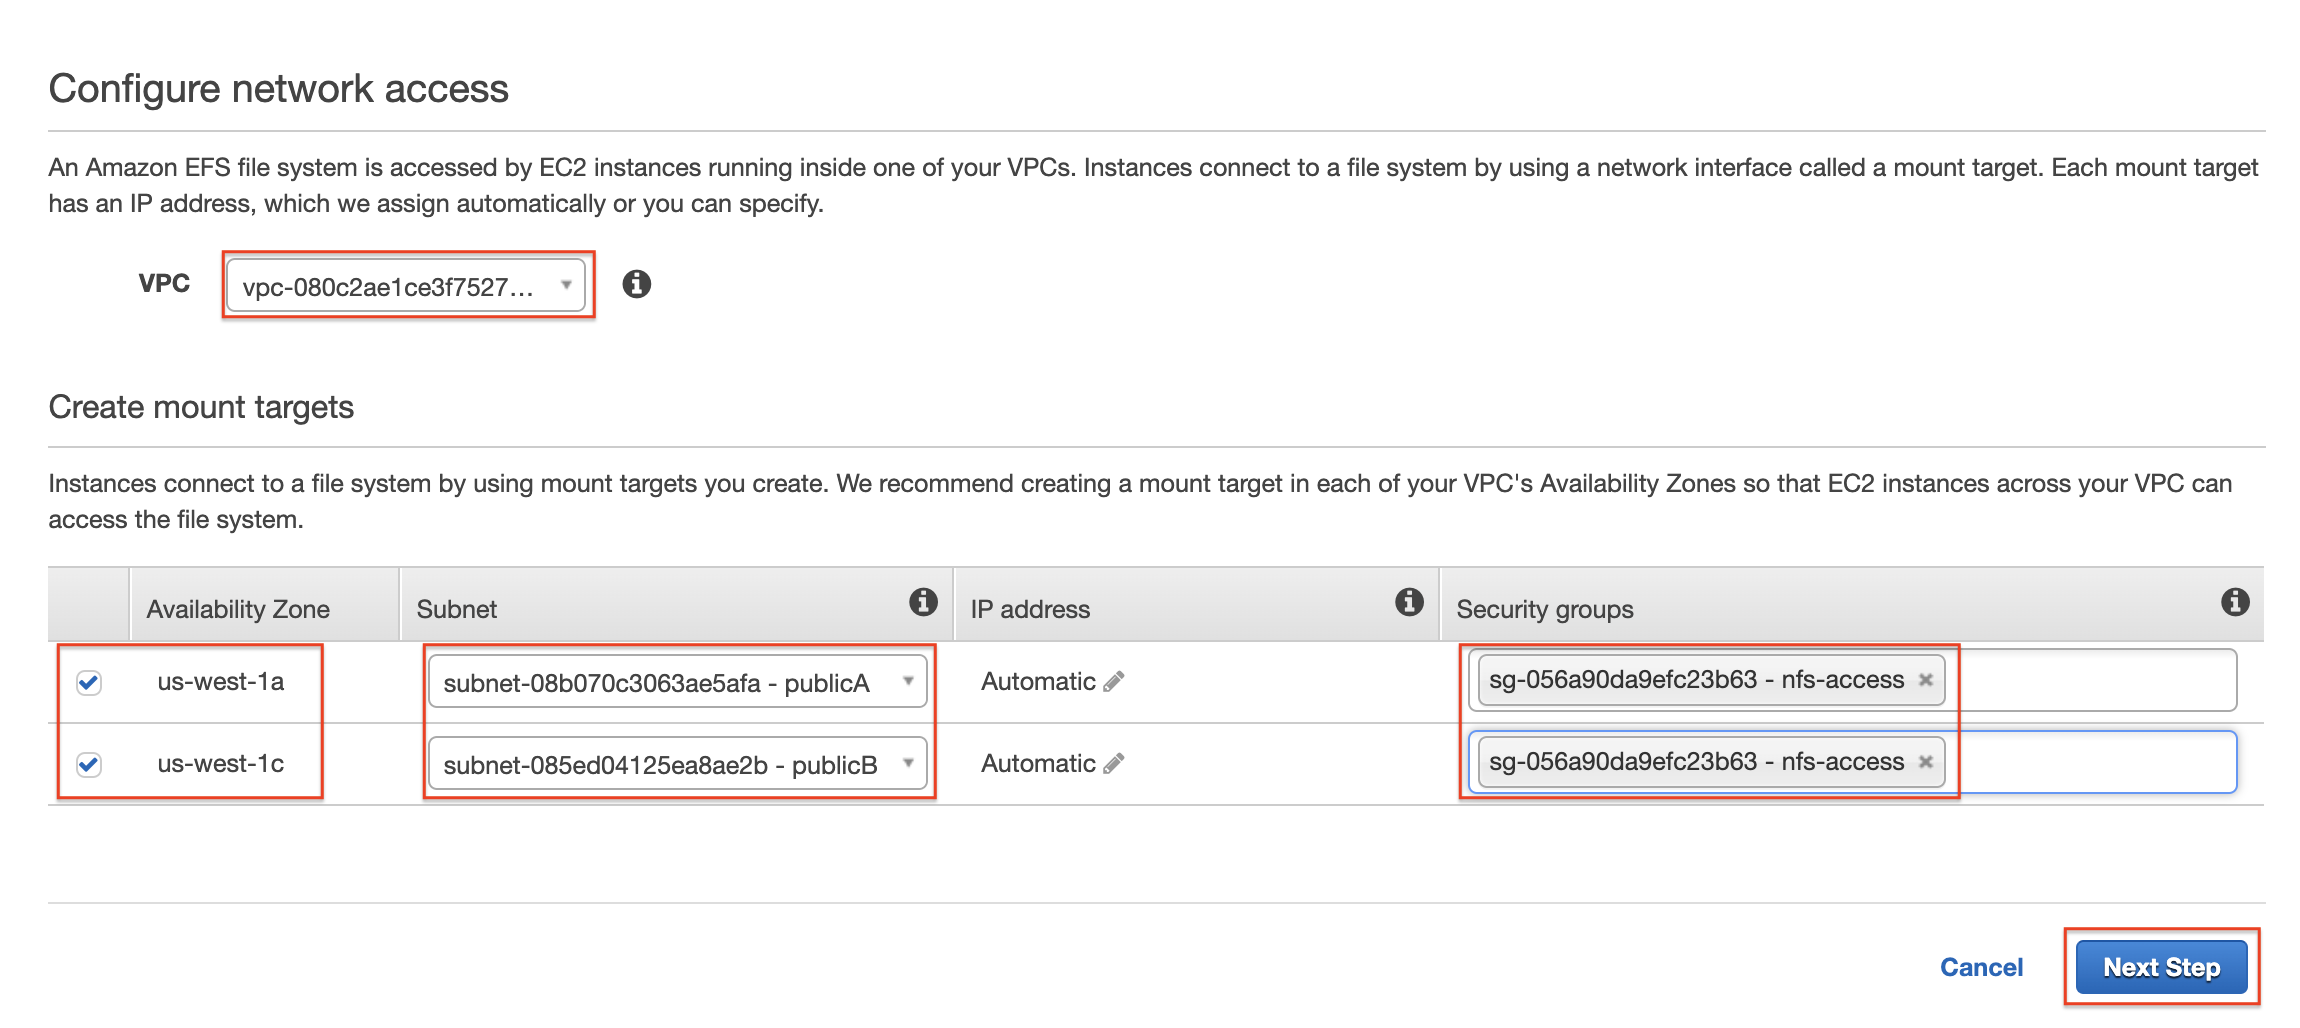 Configure network access
An Amazon EFS file system is accessed by EC2 instances running inside one of your VPCs. Instances connect to a file system by using a network interface called a mount target. Each mount target
has an IP address, which we assign automatically or you can specify.
VPC vpc-080c2ae1ce3f7527...
Create mount targets
Instances connect to a file system by using mount targets you create. We recommend creating a mount target in each of your VPC's Availability Zones so that EC2 instances across your VPC can
access the file system.
Availability Zone Subnet IP address Security groups
us-west-1a subnet-08b070c3063ae5afa - publicA Automatic sg-056a90da9efc23b63 - nfs-access
us-west-1c subnet-085ed04125ea8ae2b - publicB Automatic sg-056a90da9efc23b63 - nfs-access
Cancel Next Step